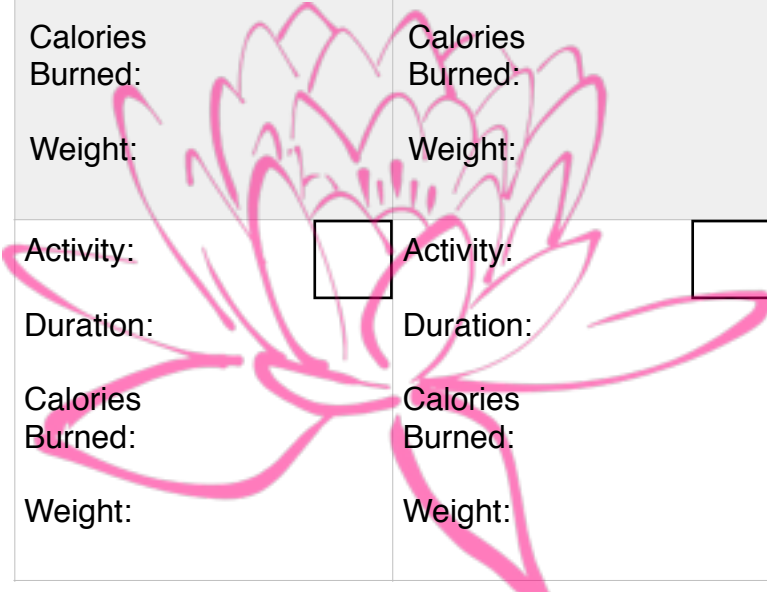 Calories
Burned:
Weight:
Calories
Burned:
Weight:
Activity:
Duration:
Calories
Burned:
Weight:
Activity:
Duration:
Calories
Burned:
Weight: